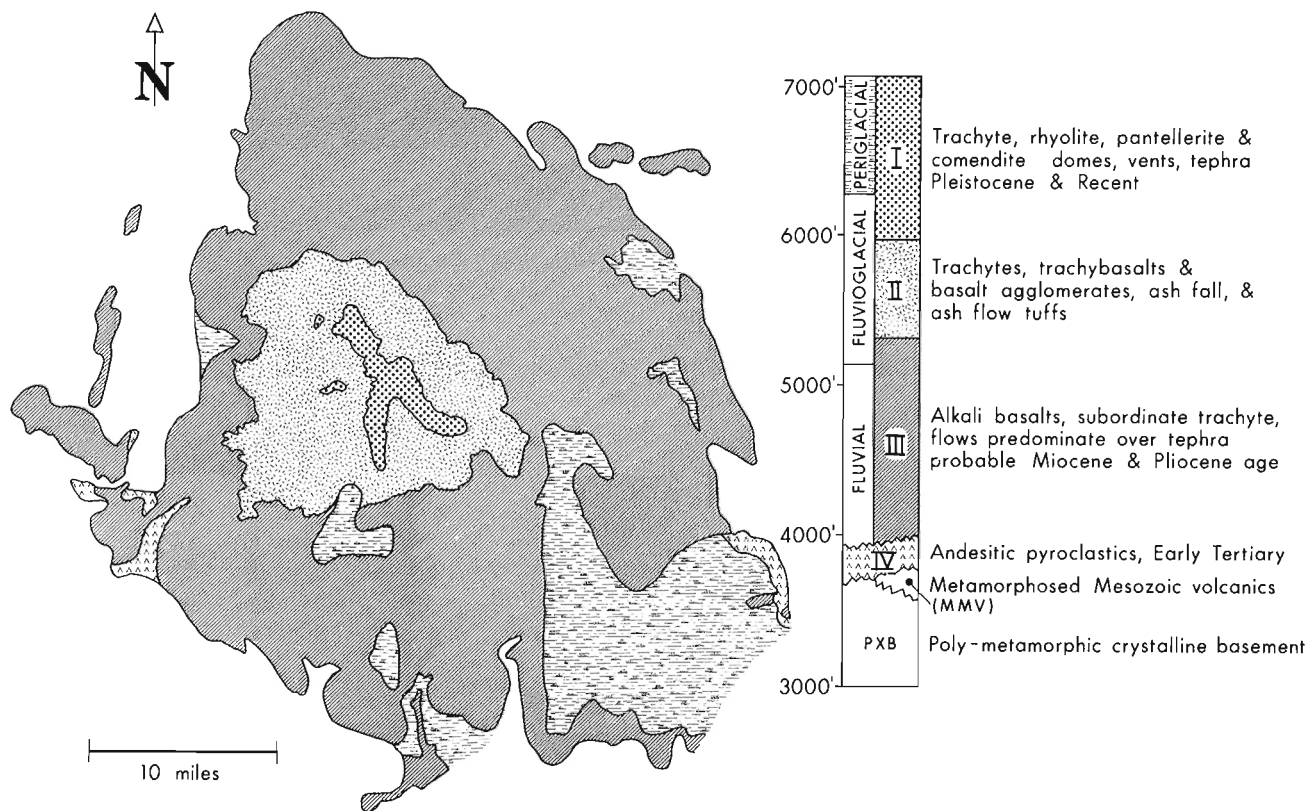 N
10 miles
7000'
6000'
5000'
4000'
3000'
PERIGLACIAL
FLUVIOGLACIAL
FLUVIAL
I
II
III
IV
PXB
Trachyte, rhyolite, pantellerite &
comendite domes, vents, tephra
Pleistocene & Recent
Trachytes, trachybasalts &
basalt agglomerates, ash fall, &
ash flow tuffs
Alkali basalts, subordinate trachyte,
flows predominate over tephra
probable Miocene & Pliocene age
Andesitic pyroclastics, Early Tertiary
Metamorphosed Mesozoic volcanics
(MMV)
Poly-metamorphic crystalline basement